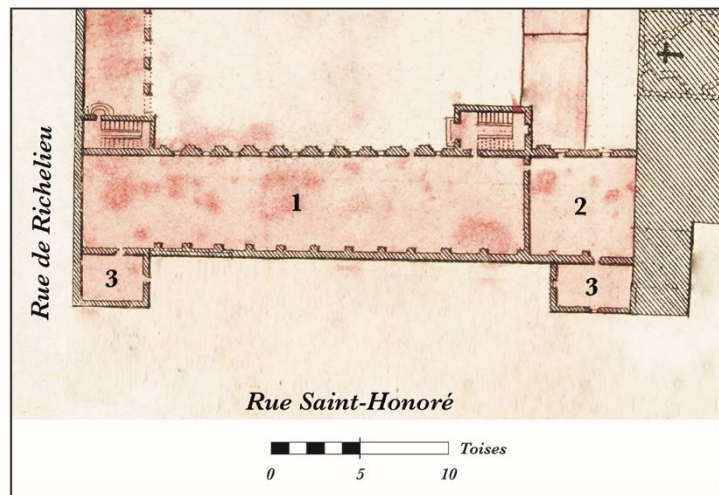 Rue de Richelieu
1
2
3
3
Rue Saint-Honoré
Toises
0 5 10